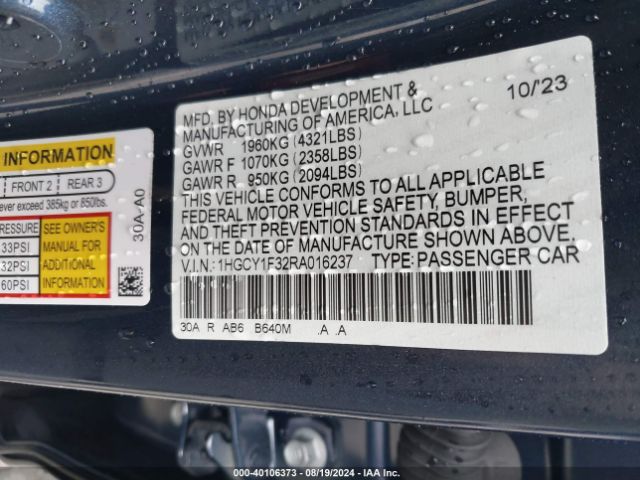 MFD. BY HONDA DEVELOPMENT &
MANUFACTURING OF AMERICA, LLC
10/'23
GVWR 1960KG (4321LBS)
GAWR F 1070KG (2358LBS)
GAWR R 950KG (2094LBS)
THIS VEHICLE CONFORMS TO ALL APPLICABLE
FEDERAL MOTOR VEHICLE SAFETY, BUMPER,
AND THEFT PREVENTION STANDARDS IN EFFECT
ON THE DATE OF MANUFACTURE SHOWN ABOVE.
V.I.N.: 1HGCY1F32RA016237 TYPE: PASSENGER CAR
30A R AB6 B640M .A .A
INFORMATION
FRONT 2 REAR 3
ever exceed 385kg or 850lbs.
RESSURE
33PSI
32PSI
60PSI
SEE OWNER'S
MANUAL FOR
ADDITIONAL
INFORMATION
30A-A0
000-40106373 - 08/19/2024 - IAA Inc.